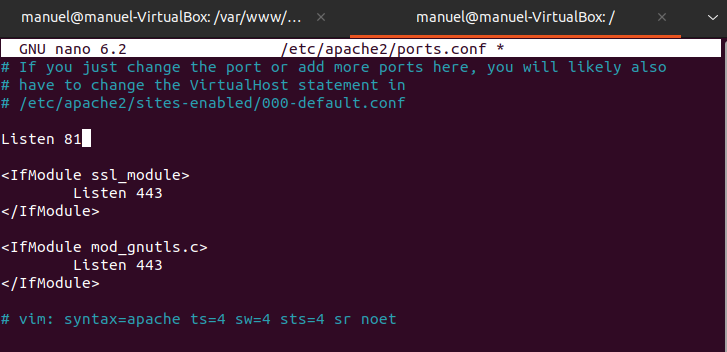 manuel@manuel-VirtualBox: /var/www/...
manuel@manuel-VirtualBox: /
GNU nano 6.2 /etc/apache2/ports.conf *
# If you just change the port or add more ports here, you will likely also
# have to change the VirtualHost statement in
# /etc/apache2/sites-enabled/000-default.conf
Listen 81
<IfModule ssl_module>
Listen 443
</IfModule>
<IfModule mod_gnutls.c>
Listen 443
</IfModule>
# vim: syntax=apache ts=4 sw=4 sts=4 sr noet